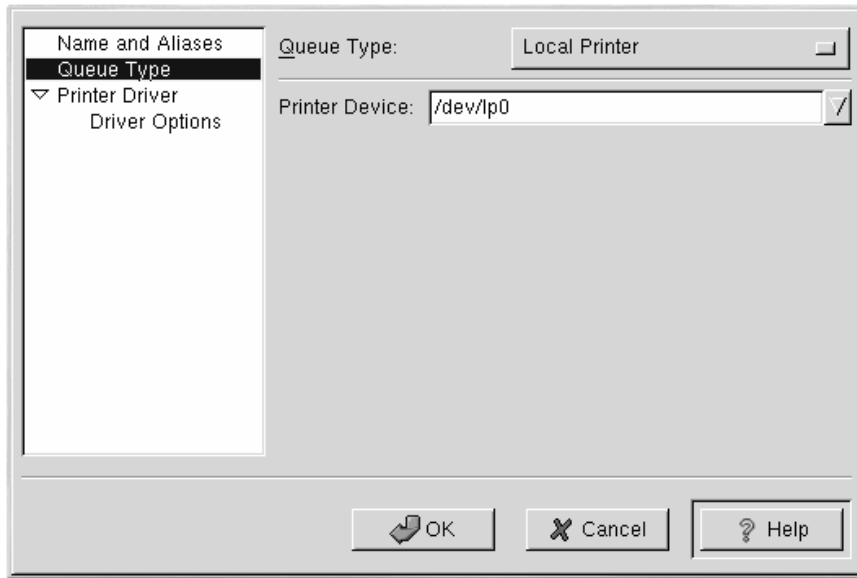 Name and Aliases
Queue Type
Printer Driver
Driver Options
Queue Type:
Local Printer
Printer Device:
/dev/lp0
OK
Cancel
? Help